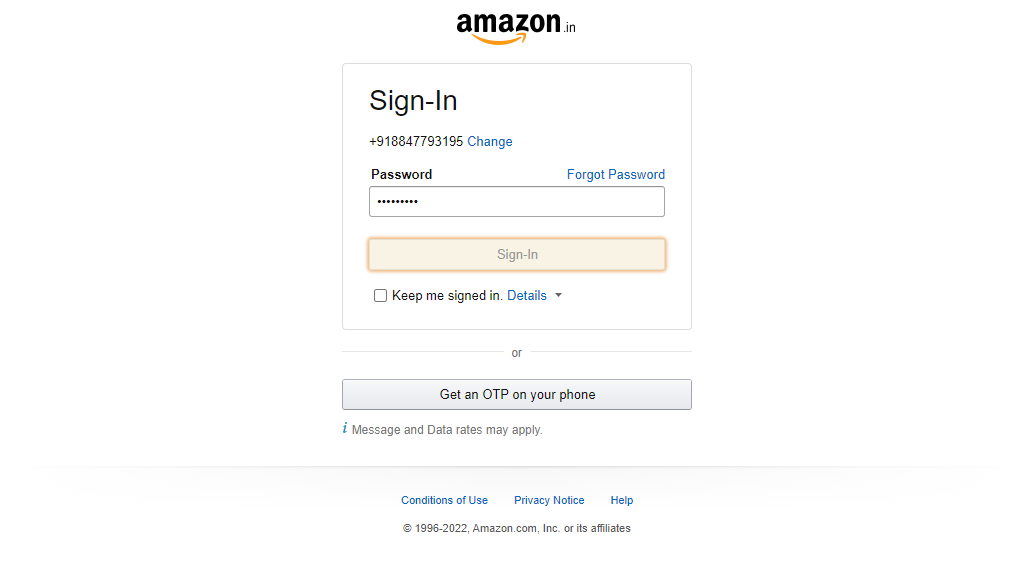 amazon.in
Sign-In
+918847793195 Change
Password Forgot Password
•••••••••
Sign-In
Keep me signed in. Details
or
Get an OTP on your phone
i Message and Data rates may apply.
Conditions of Use Privacy Notice Help
© 1996-2022, Amazon.com, Inc. or its affiliates